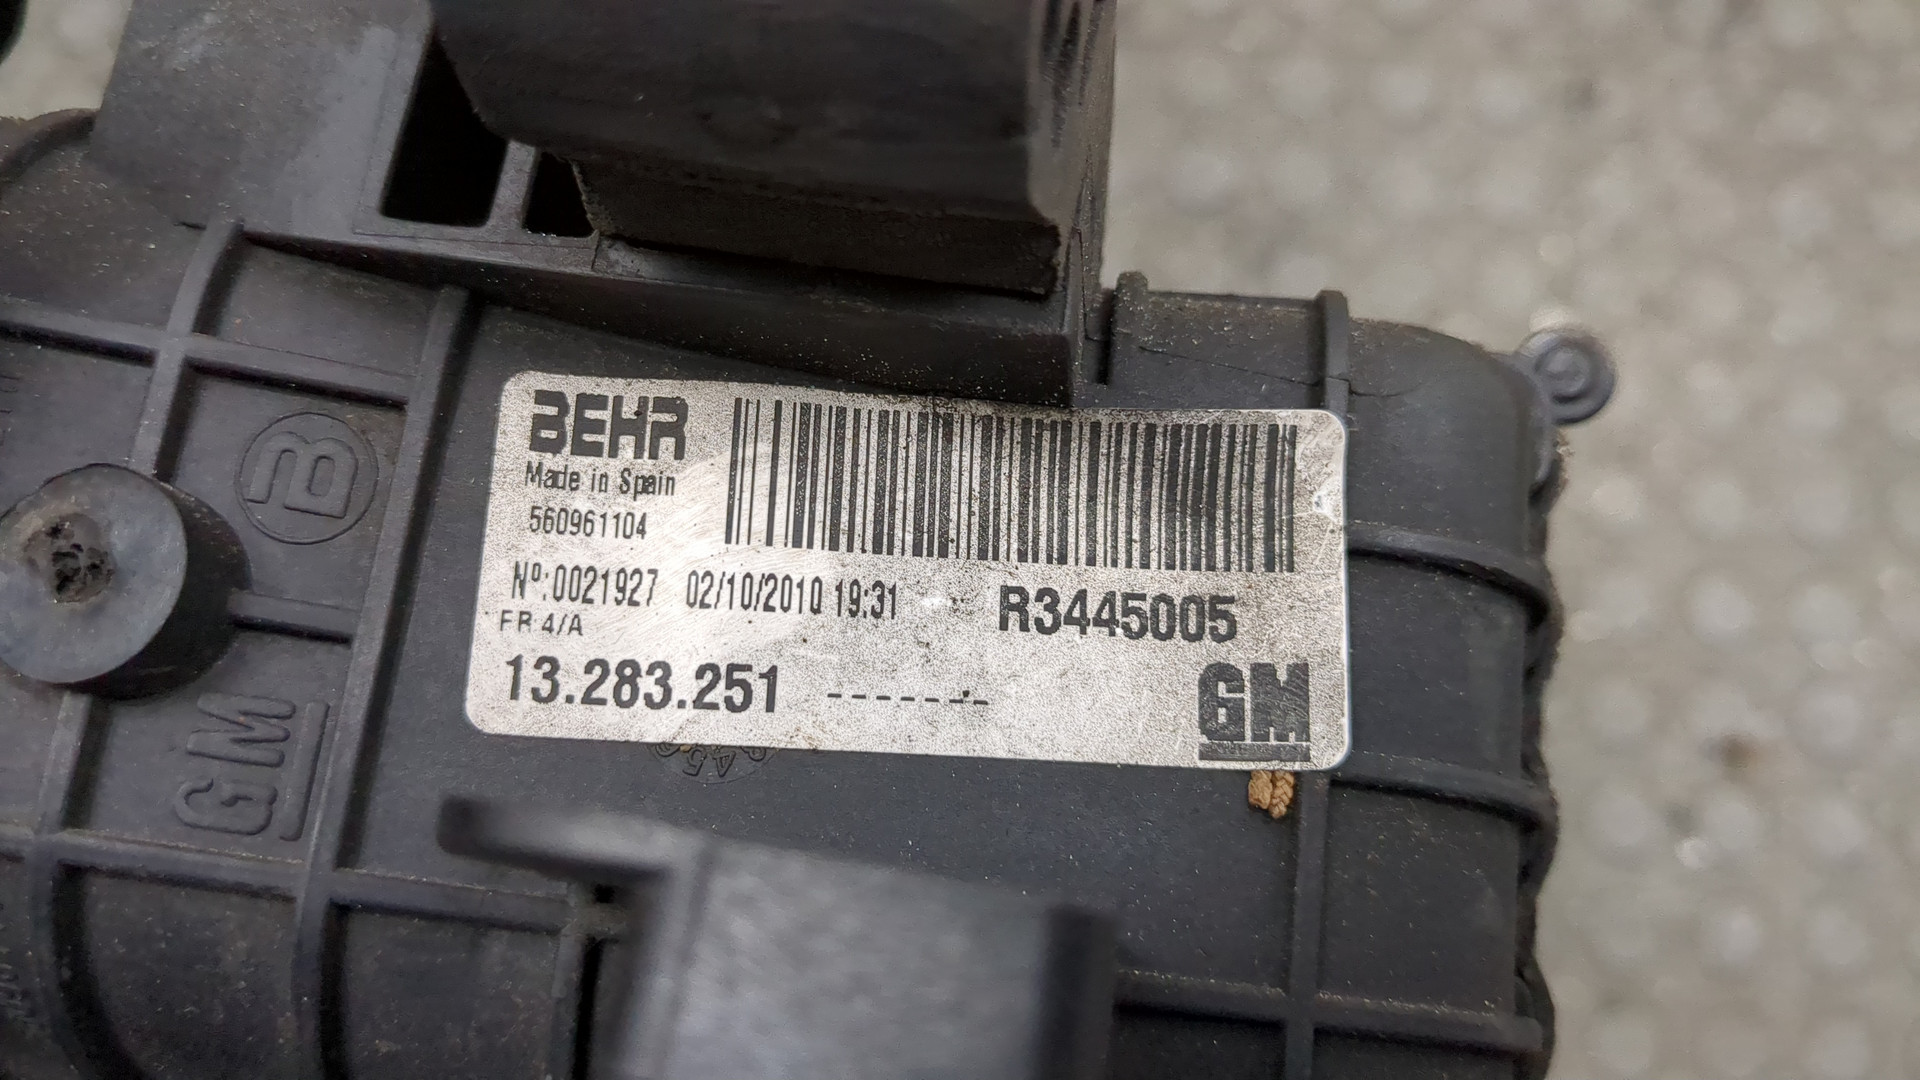 BEHR
Made in Spain
560961104
Nº:0021927 02/10/2010 19:31 R3445005
FR 4/A
13.283.251 -------
GM
B
GM